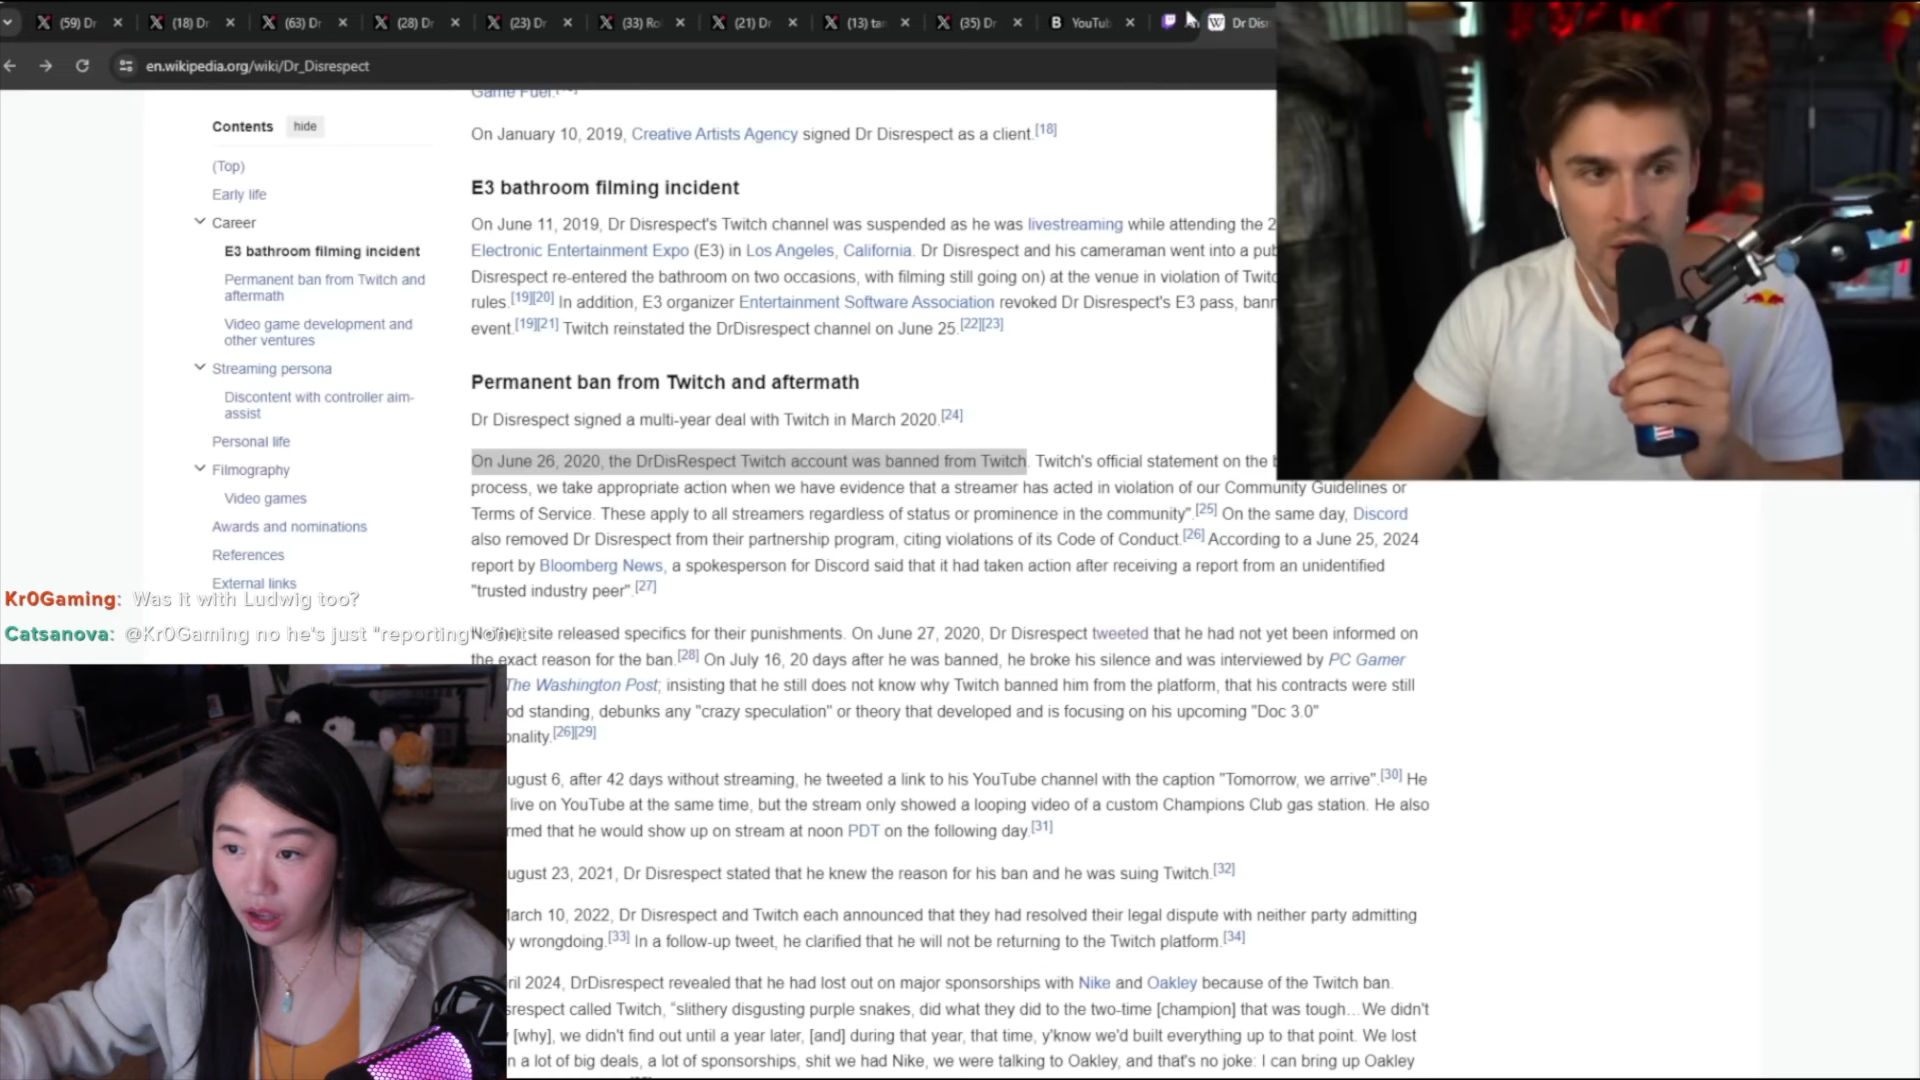 (59) Dr
(18) Dr
(63) Dr
(28) Dr
(23) Dr
(33) Ro
(21) Dr
(13) tar
(35) Dr
B YouTub
W Dr Dis
en.wikipedia.org/wiki/Dr_Disrespect
Contents hide
(Top)
Early life
Career
E3 bathroom filming incident
Permanent ban from Twitch and
aftermath
Video game development and
other ventures
Streaming persona
Discontent with controller aim-
assist
Personal life
Filmography
Video games
Awards and nominations
References
External links
Game Fuel.
On January 10, 2019, Creative Artists Agency signed Dr Disrespect as a client.[18]
E3 bathroom filming incident
On June 11, 2019, Dr Disrespect's Twitch channel was suspended as he was livestreaming while attending the 2
Electronic Entertainment Expo (E3) in Los Angeles, California. Dr Disrespect and his cameraman went into a pub
Disrespect re-entered the bathroom on two occasions, with filming still going on) at the venue in violation of Twitc
rules.[19][20] In addition, E3 organizer Entertainment Software Association revoked Dr Disrespect's E3 pass, bann
event.[19][21] Twitch reinstated the DrDisrespect channel on June 25.[22][23]
Permanent ban from Twitch and aftermath
Dr Disrespect signed a multi-year deal with Twitch in March 2020.[24]
On June 26, 2020, the DrDisRespect Twitch account was banned from Twitch. Twitch's official statement on the b
process, we take appropriate action when we have evidence that a streamer has acted in violation of our Community Guidelines or
Terms of Service. These apply to all streamers regardless of status or prominence in the community".[25] On the same day, Discord
also removed Dr Disrespect from their partnership program, citing violations of its Code of Conduct.[26] According to a June 25, 2024
report by Bloomberg News, a spokesperson for Discord said that it had taken action after receiving a report from an unidentified
"trusted industry peer".[27]
Neither site released specifics for their punishments. On June 27, 2020, Dr Disrespect tweeted that he had not yet been informed on
the exact reason for the ban.[28] On July 16, 20 days after he was banned, he broke his silence and was interviewed by PC Gamer
The Washington Post; insisting that he still does not know why Twitch banned him from the platform, that his contracts were still
od standing, debunks any "crazy speculation" or theory that developed and is focusing on his upcoming "Doc 3.0"
onality.[26][29]
ugust 6, after 42 days without streaming, he tweeted a link to his YouTube channel with the caption "Tomorrow, we arrive".[30] He
live on YouTube at the same time, but the stream only showed a looping video of a custom Champions Club gas station. He also
rmed that he would show up on stream at noon PDT on the following day.[31]
ugust 23, 2021, Dr Disrespect stated that he knew the reason for his ban and he was suing Twitch.[32]
March 10, 2022, Dr Disrespect and Twitch each announced that they had resolved their legal dispute with neither party admitting
y wrongdoing.[33] In a follow-up tweet, he clarified that he will not be returning to the Twitch platform.[34]
ril 2024, DrDisrespect revealed that he had lost out on major sponsorships with Nike and Oakley because of the Twitch ban.
srespect called Twitch, "slithery disgusting purple snakes, did what they did to the two-time [champion] that was tough…We didn't
[why], we didn't find out until a year later, [and] during that year, that time, y'know we'd built everything up to that point. We lost
n a lot of big deals, a lot of sponsorships, shit we had Nike, we were talking to Oakley, and that's no joke: I can bring up Oakley
Kr0Gaming: Was it with Ludwig too?
Catsanova: @Kr0Gaming no he's just "reporting" on it